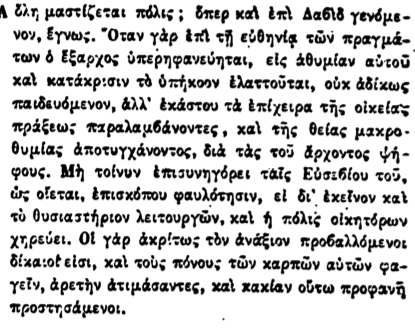 Α ὅλη μαστίζεται πόλις; ὅπερ καὶ ἐπὶ Δαβὶδ γενόμε-
νον, ἔγνως. Ὅταν γὰρ ἐπὶ τῇ εὐθηνίᾳ τῶν πραγμά-
των ὁ ἔξαρχος ὑπερηφανεύηται, εἰς ἀθυμίαν αὐτοῦ
καὶ κατάκρισιν τὸ ὑπήκοον ἐλαττοῦται, οὐκ ἀδίκως
παιδευόμενον, ἀλλ' ἑκάστου τὰ ἐπίχειρα τῆς οἰκείας
πράξεως παραλαμβάνοντες, καὶ τῆς θείας μακρο-
θυμίας ἀποτυγχάνοντος, διὰ τὰς τοῦ ἄρχοντος ψή-
φους. Μὴ τοίνυν ἐπισυνηγόρει ταῖς Εὐσεβίου τοῦ,
ὡς οἴεται, ἐπισκόπου φαυλότησιν, εἰ δι' ἐκεῖνον καὶ
τὸ θυσιαστήριον λειτουργῶν, καὶ ἡ πόλις οἰκητόρων
χηρεύει. Οἱ γὰρ ἀκρίτως τὸν ἀνάξιον προβαλλόμενοι
δίκαιοί εἰσι, καὶ τοὺς πόνους τῶν καρπῶν αὐτῶν φα-
γεῖν, ἀρετὴν ἀτιμάσαντες, καὶ κακίαν οὕτω προφανῆ
προστησάμενοι.